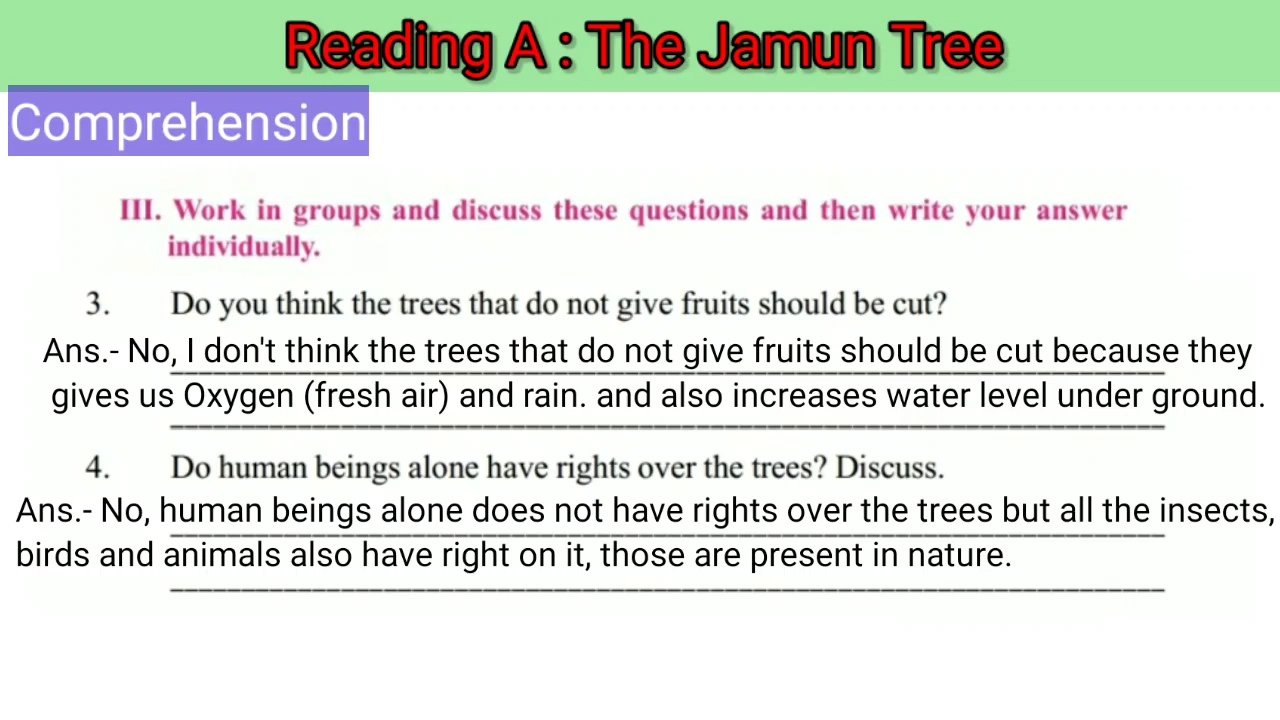 Reading A : The Jamun Tree
Comprehension
III. Work in groups and discuss these questions and then write your answer
individually.
3. Do you think the trees that do not give fruits should be cut?
Ans.- No, I don't think the trees that do not give fruits should be cut because they
gives us Oxygen (fresh air) and rain. and also increases water level under ground.
4. Do human beings alone have rights over the trees? Discuss.
Ans.- No, human beings alone does not have rights over the trees but all the insects,
birds and animals also have right on it, those are present in nature.